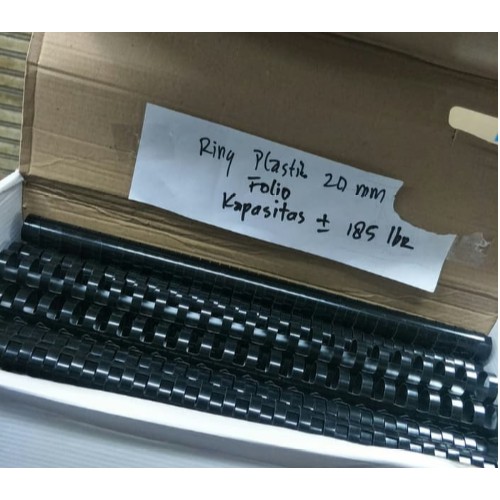 Ring Plastik 20 mm
Folio
Kapasitas ± 185 lbr